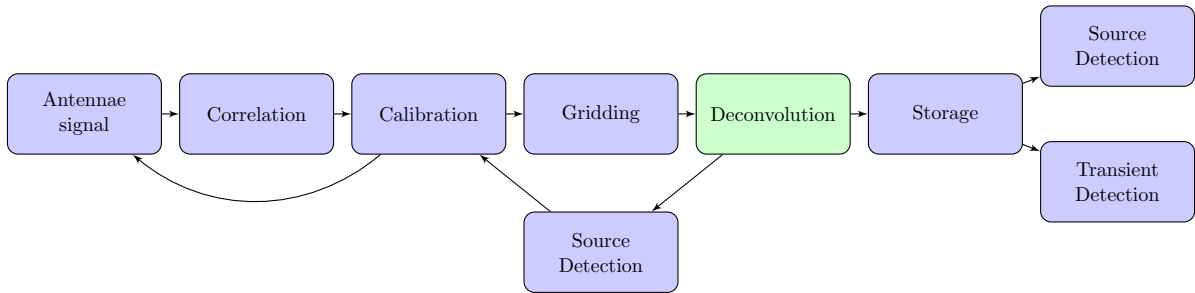 Antennae
signal
Correlation
Calibration
Gridding
Deconvolution
Storage
Source
Detection
Transient
Detection
Source
Detection